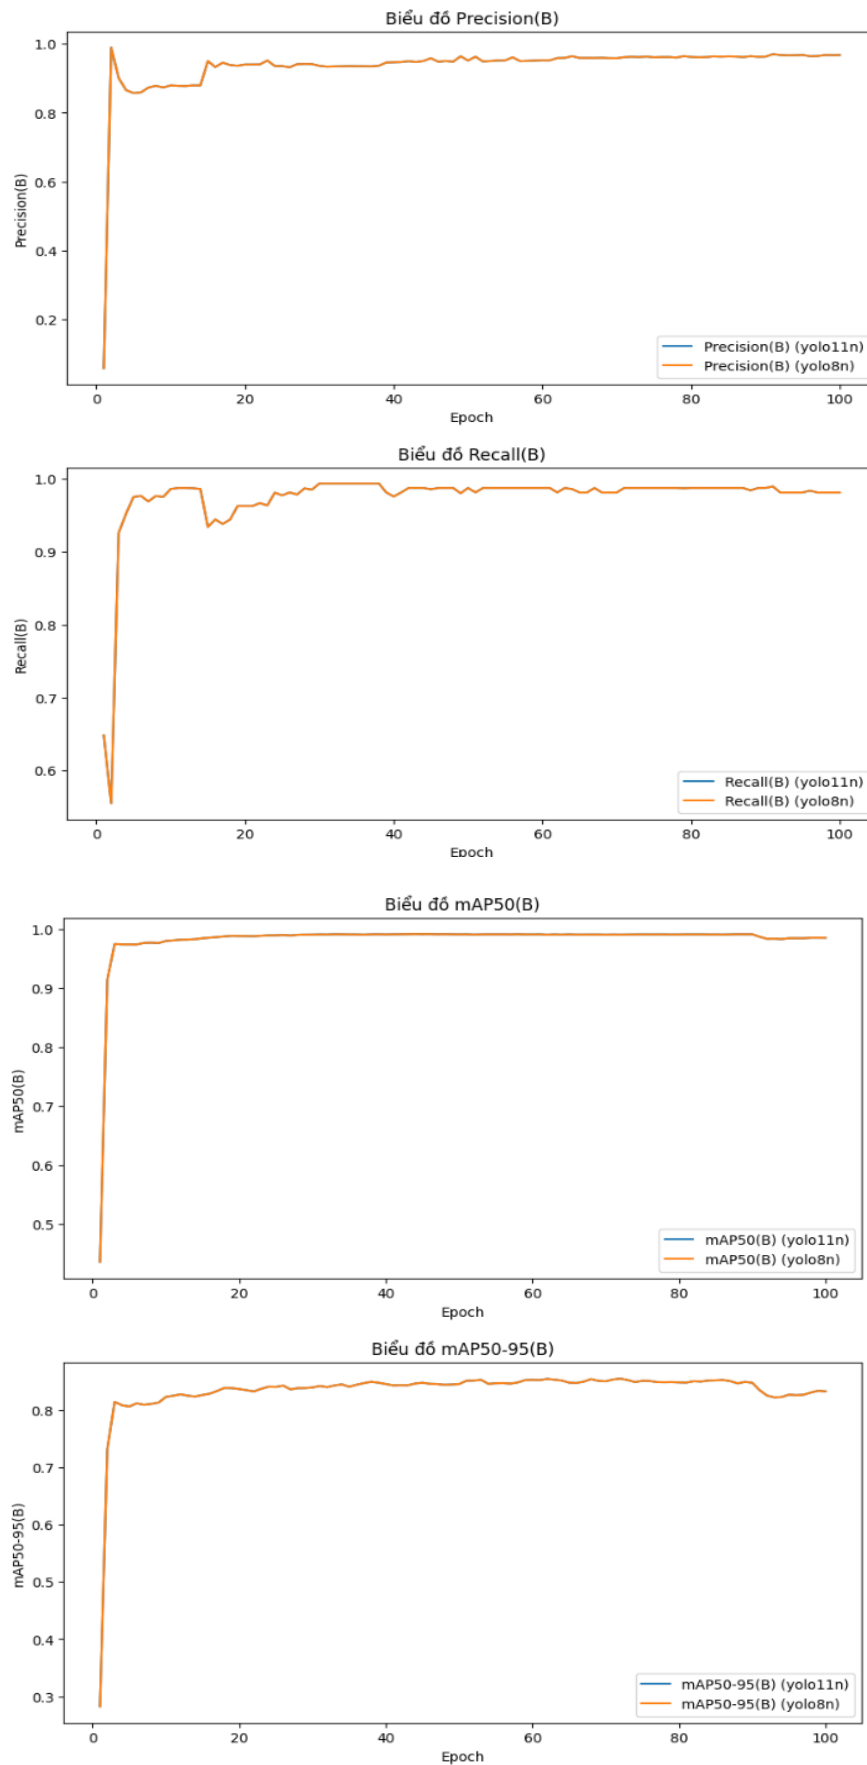 Biểu đồ Precision(B)
1.0
0.8
0.6
0.4
0.2
Precision(B)
Precision(B) (yolo11n)
Precision(B) (yolo8n)
0 20 40 60 80 100
Epoch
Biểu đồ Recall(B)
1.0
0.9
0.8
0.7
0.6
Recall(B)
Recall(B) (yolo11n)
Recall(B) (yolo8n)
0 20 40 60 80 100
Epoch
Biểu đồ mAP50(B)
1.0
0.9
0.8
0.7
0.6
0.5
mAP50(B)
mAP50(B) (yolo11n)
mAP50(B) (yolo8n)
0 20 40 60 80 100
Epoch
Biểu đồ mAP50-95(B)
0.8
0.7
0.6
0.5
0.4
0.3
mAP50-95(B)
mAP50-95(B) (yolo11n)
mAP50-95(B) (yolo8n)
0 20 40 60 80 100
Epoch